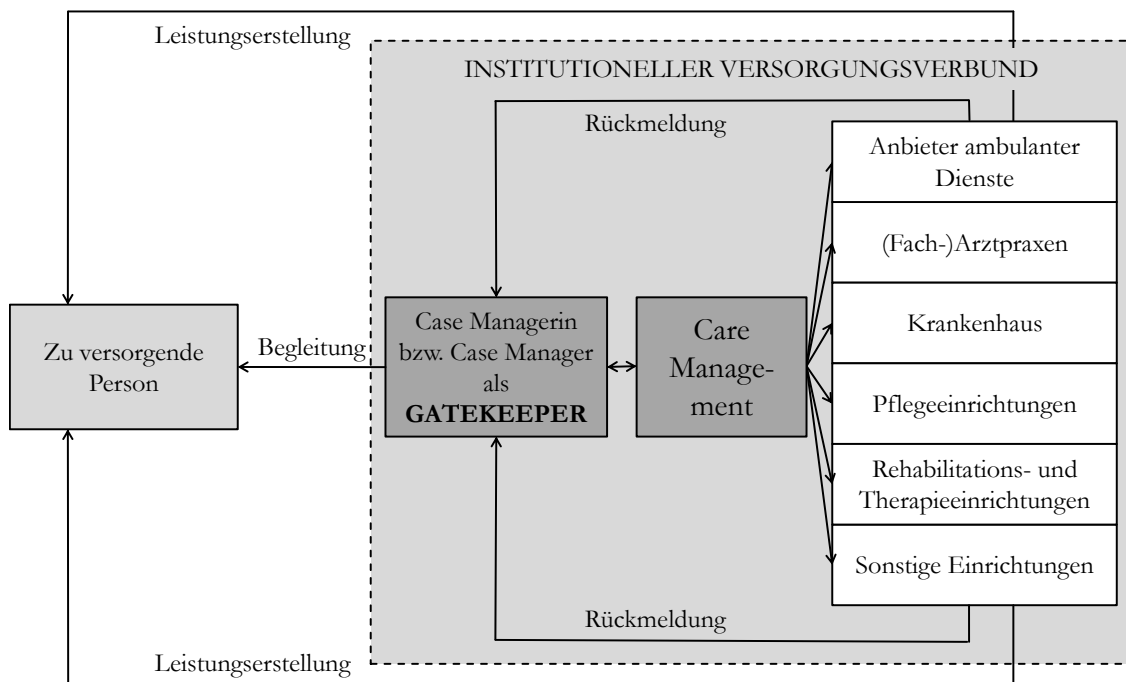 Leistungserstellung
INSTITUTIONELLER VERSORGUNGSVERBUND
Rückmeldung
Anbieter ambulanter
Dienste
(Fach-)Arztpraxen
Krankenhaus
Pflegeeinrichtungen
Rehabilitations- und
Therapieeinrichtungen
Sonstige Einrichtungen
Zu versorgende
Person
Begleitung
Case Managerin
bzw. Case Manager
als
GATEKEEPER
Care
Manage-
ment
Rückmeldung
Leistungserstellung